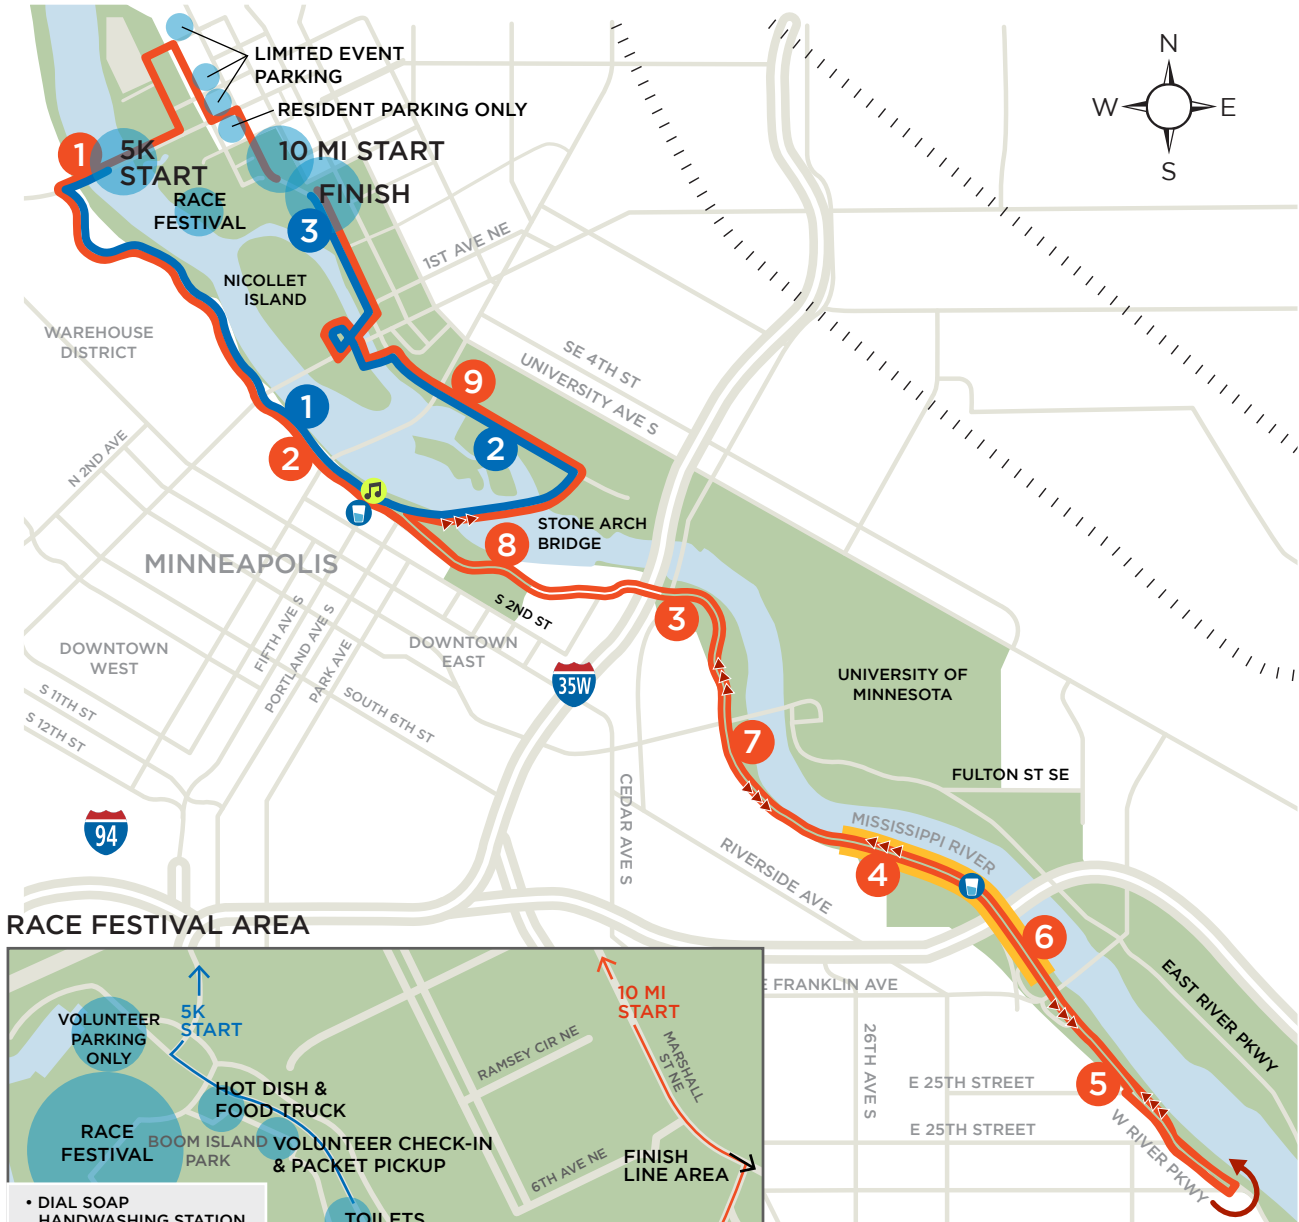 LIMITED EVENT
PARKING
RESIDENT PARKING ONLY
N
W
E
S
1
5K
START
10 MI START
FINISH
RACE
FESTIVAL
3
1ST AVE NE
NICOLLET
ISLAND
WAREHOUSE
DISTRICT
SE 4TH ST
UNIVERSITY AVE S
9
1
2
2
N 2ND AVE
STONE ARCH
BRIDGE
8
MINNEAPOLIS
S 2ND ST
3
FIFTH AVE S
PORTLAND AVE S
PARK AVE
DOWNTOWN
WEST
DOWNTOWN
EAST
35W
UNIVERSITY OF
MINNESOTA
S 11TH ST
S 12TH ST
SOUTH 6TH ST
7
FULTON ST SE
CEDAR AVE S
94
MISSISSIPPI RIVER
RIVERSIDE AVE
4
6
RACE FESTIVAL AREA
E FRANKLIN AVE
EAST RIVER PKWY
26TH AVE S
E 25TH STREET
5
E 25TH STREET
W RIVER PKWY
5K
START
10 MI
START
VOLUNTEER
PARKING
ONLY
RAMSEY CIR NE
MARSHALL
ST NE
HOT DISH &
FOOD TRUCK
RACE
FESTIVAL
BOOM ISLAND
PARK
VOLUNTEER CHECK-IN
& PACKET PICKUP
6TH AVE NE
FINISH
LINE AREA
• DIAL SOAP
HANDWASHING STATION
TOILETS